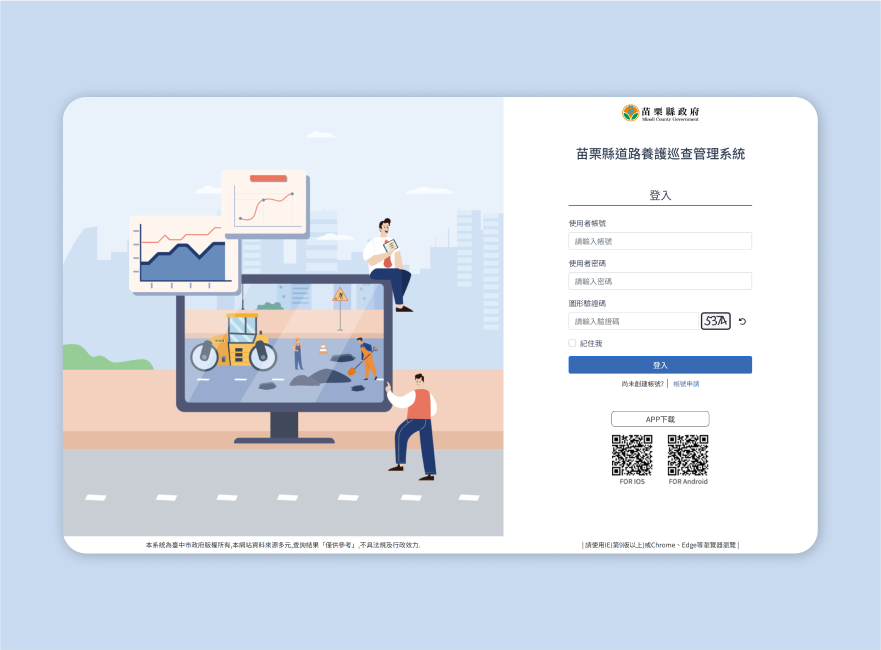 苗栗縣政府
Miaoli County Government
苗栗縣道路養護巡查管理系統
登入
使用者帳號
請輸入帳號
使用者密碼
請輸入密碼
圖形驗證碼
請輸入驗證碼
537A
記住我
登入
尚未創建帳號? | 帳號申請
APP下載
FOR IOS FOR Android
本系統為臺中市政府版權所有,本網站資料來源多元,查詢結果「僅供參考」,不具法規及行政效力.
| 請使用IE(第9版以上)或Chrome、Edge等瀏覽器瀏覽 |